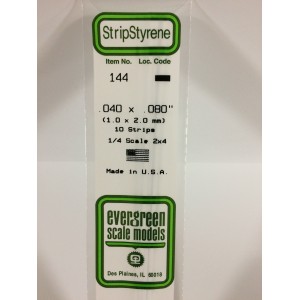 StripStyrene
Item No. Loc. Code
144
.040 x .080"
(1.0 x 2.0 mm)
10 Strips
1/4 Scale 2x4
Made in U.S.A.
evergreen
scale models
Des Plaines, IL 60018